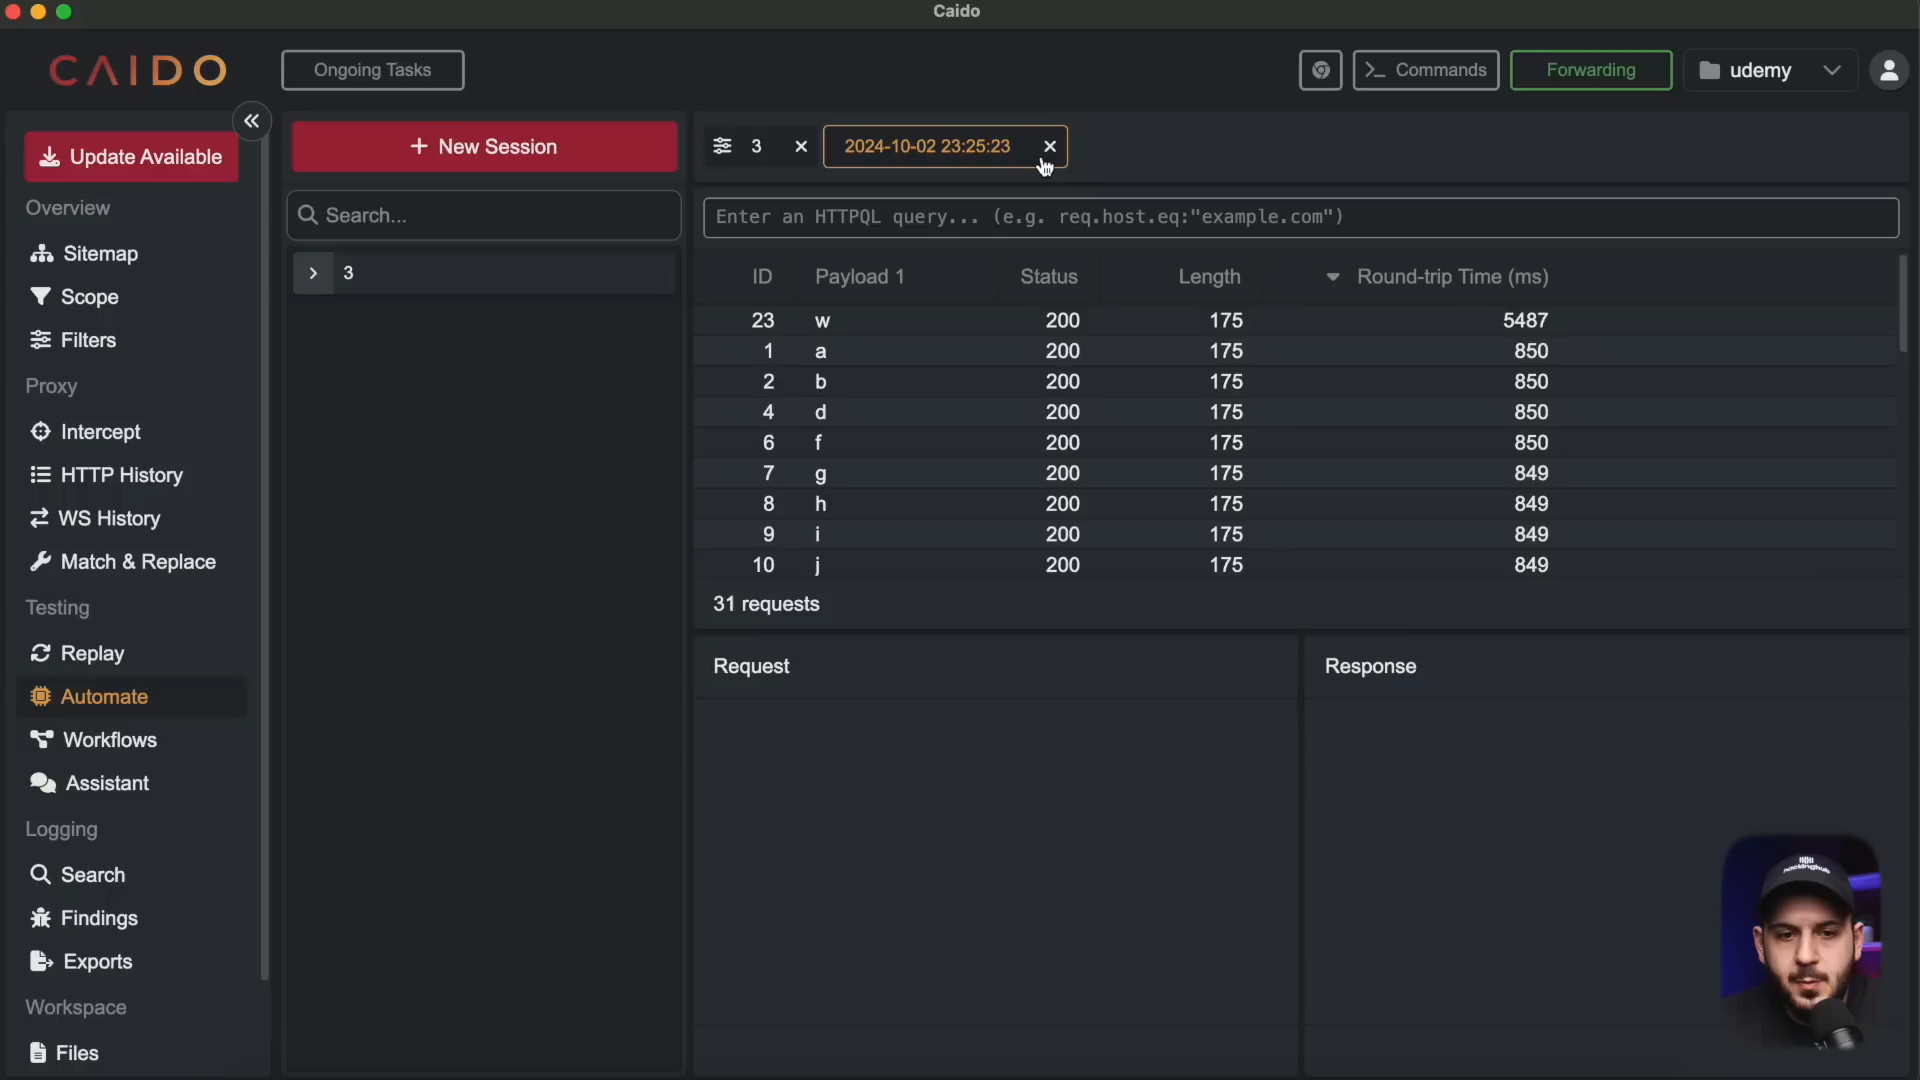 Caido
CAIDO
Ongoing Tasks
Commands
Forwarding
udemy
Update Available
Overview
Sitemap
Scope
Filters
Proxy
Intercept
HTTP History
WS History
Match & Replace
Testing
Replay
Automate
Workflows
Assistant
Logging
Search
Findings
Exports
Workspace
Files
+ New Session
Search...
3
3
2024-10-02 23:25:23
Enter an HTTPQL query... (e.g. req.host.eq:"example.com")
ID Payload 1 Status Length Round-trip Time (ms)
23 w 200 175 5487
1 a 200 175 850
2 b 200 175 850
4 d 200 175 850
6 f 200 175 850
7 g 200 175 849
8 h 200 175 849
9 i 200 175 849
10 j 200 175 849
31 requests
Request
Response
hackinghub